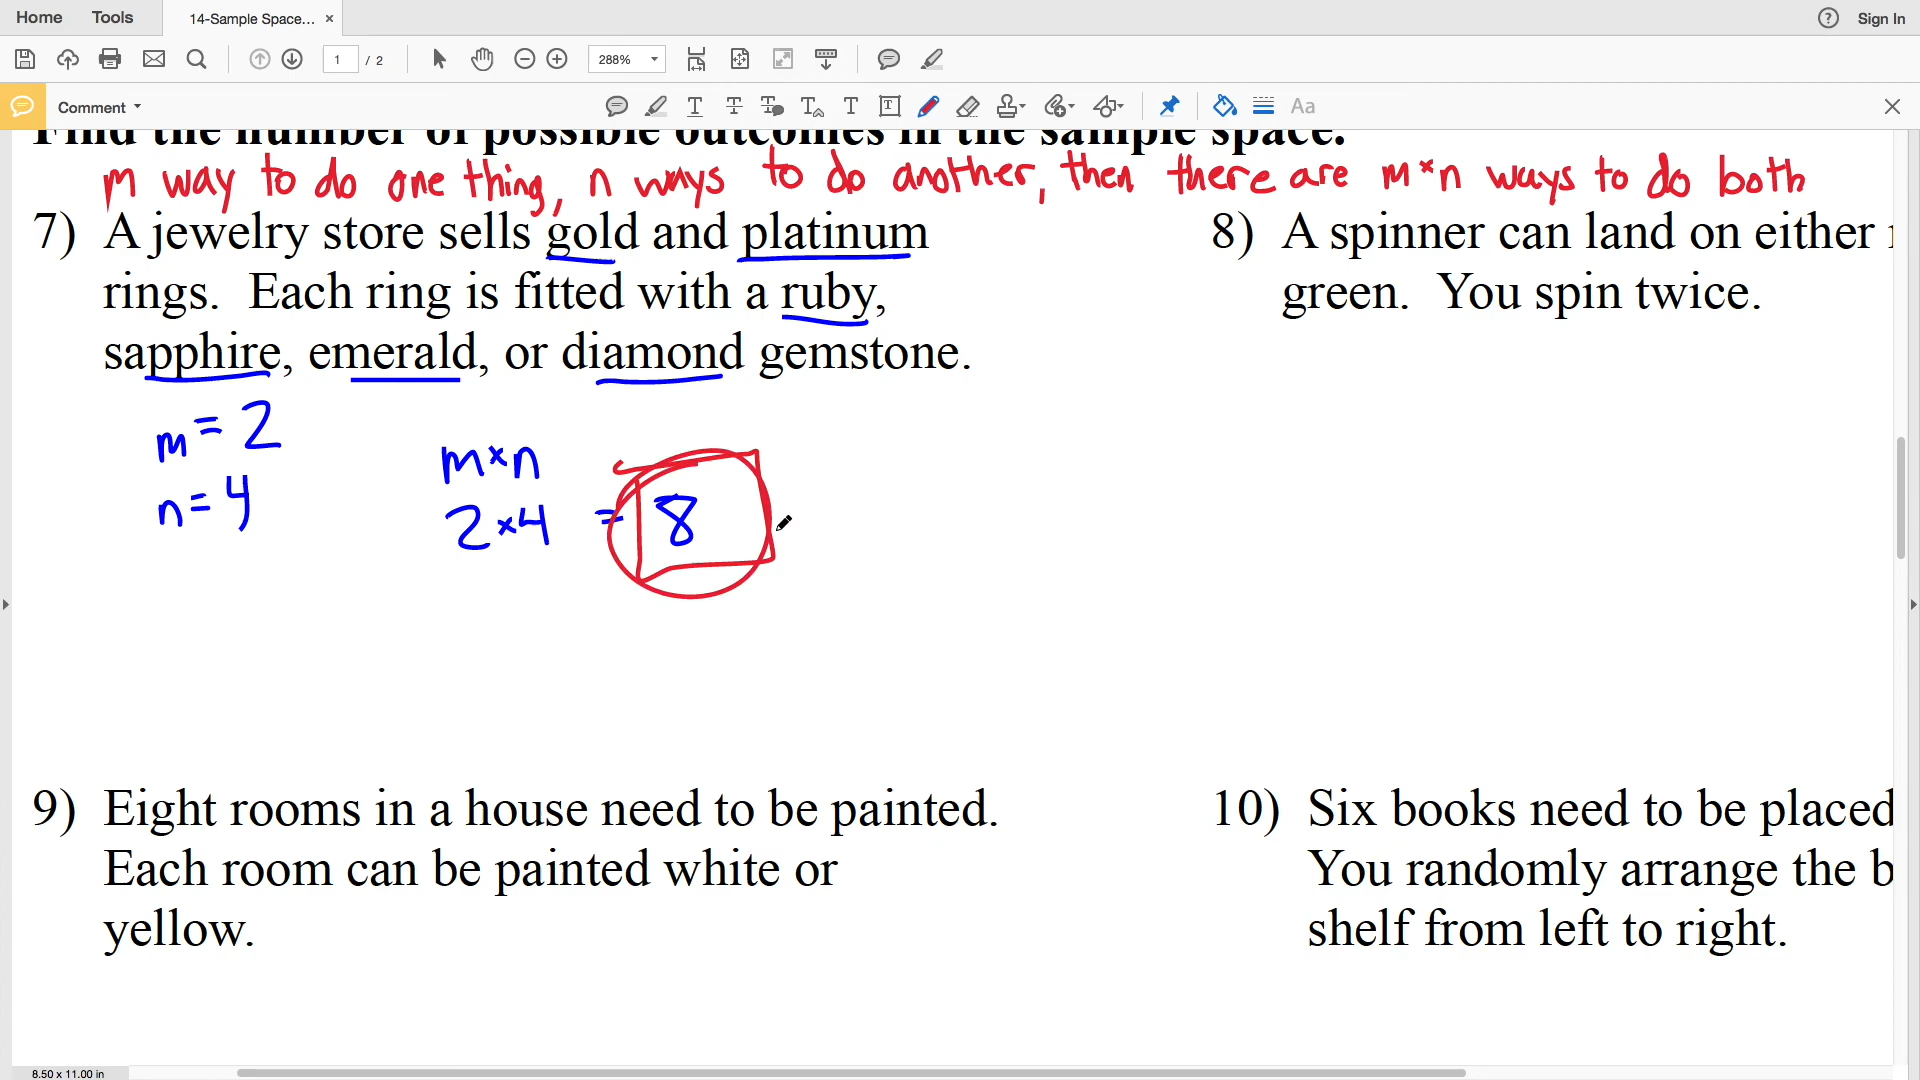 Home Tools 14-Sample Space... × Sign In
1 / 2 288%
Comment Aa
Find the number of possible outcomes in the sample space.
m way to do one thing, n ways to do another, then there are m×n ways to do both
7) A jewelry store sells gold and platinum
rings. Each ring is fitted with a ruby,
sapphire, emerald, or diamond gemstone.
m = 2
n = 4
m×n
2×4 = 8
8) A spinner can land on either
green. You spin twice.
9) Eight rooms in a house need to be painted.
Each room can be painted white or
yellow.
10) Six books need to be placed
You randomly arrange the b
shelf from left to right.
8.50 x 11.00 in